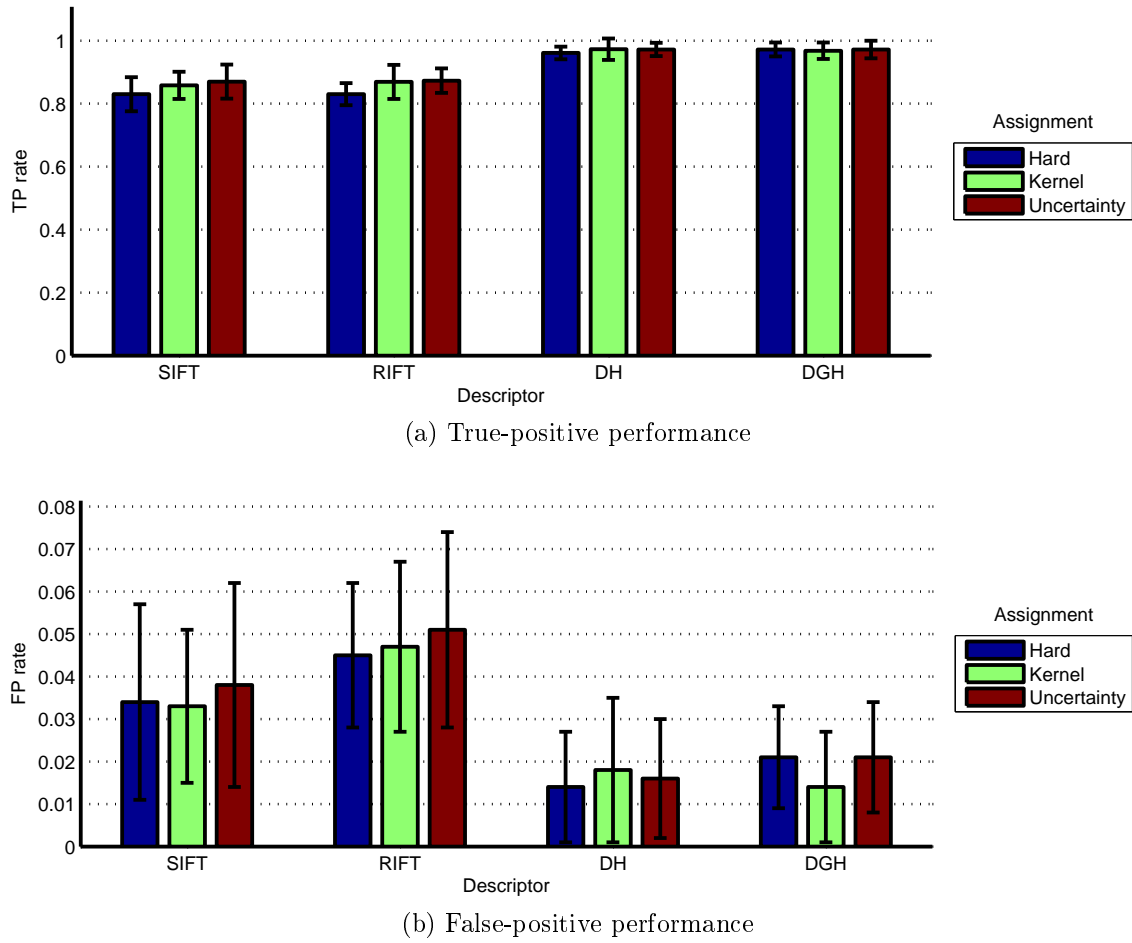 1
0.8
0.6
0.4
0.2
0
TP rate
SIFT
RIFT
DH
DGH
Descriptor
Assignment
Hard
Kernel
Uncertainty
(a) True-positive performance
0.08
0.07
0.06
0.05
0.04
0.03
0.02
0.01
0
FP rate
SIFT
RIFT
DH
DGH
Descriptor
Assignment
Hard
Kernel
Uncertainty
(b) False-positive performance